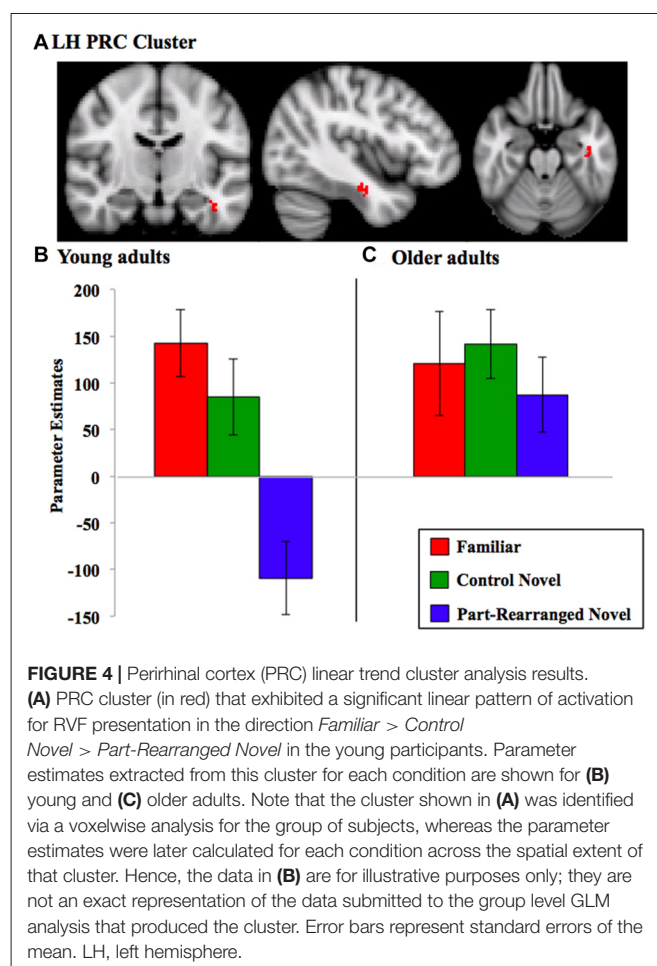 A LH PRC Cluster
B Young adults
C Older adults
200
150
100
50
0
-50
-100
-150
Parameter Estimates
Familiar
Control Novel
Part-Rearranged Novel
FIGURE 4 | Perirhinal cortex (PRC) linear trend cluster analysis results.
(A) PRC cluster (in red) that exhibited a significant linear pattern of activation
for RVF presentation in the direction Familiar > Control
Novel > Part-Rearranged Novel in the young participants. Parameter
estimates extracted from this cluster for each condition are shown for (B)
young and (C) older adults. Note that the cluster shown in (A) was identified
via a voxelwise analysis for the group of subjects, whereas the parameter
estimates were later calculated for each condition across the spatial extent of
that cluster. Hence, the data in (B) are for illustrative purposes only; they are
not an exact representation of the data submitted to the group level GLM
analysis that produced the cluster. Error bars represent standard errors of the
mean. LH, left hemisphere.